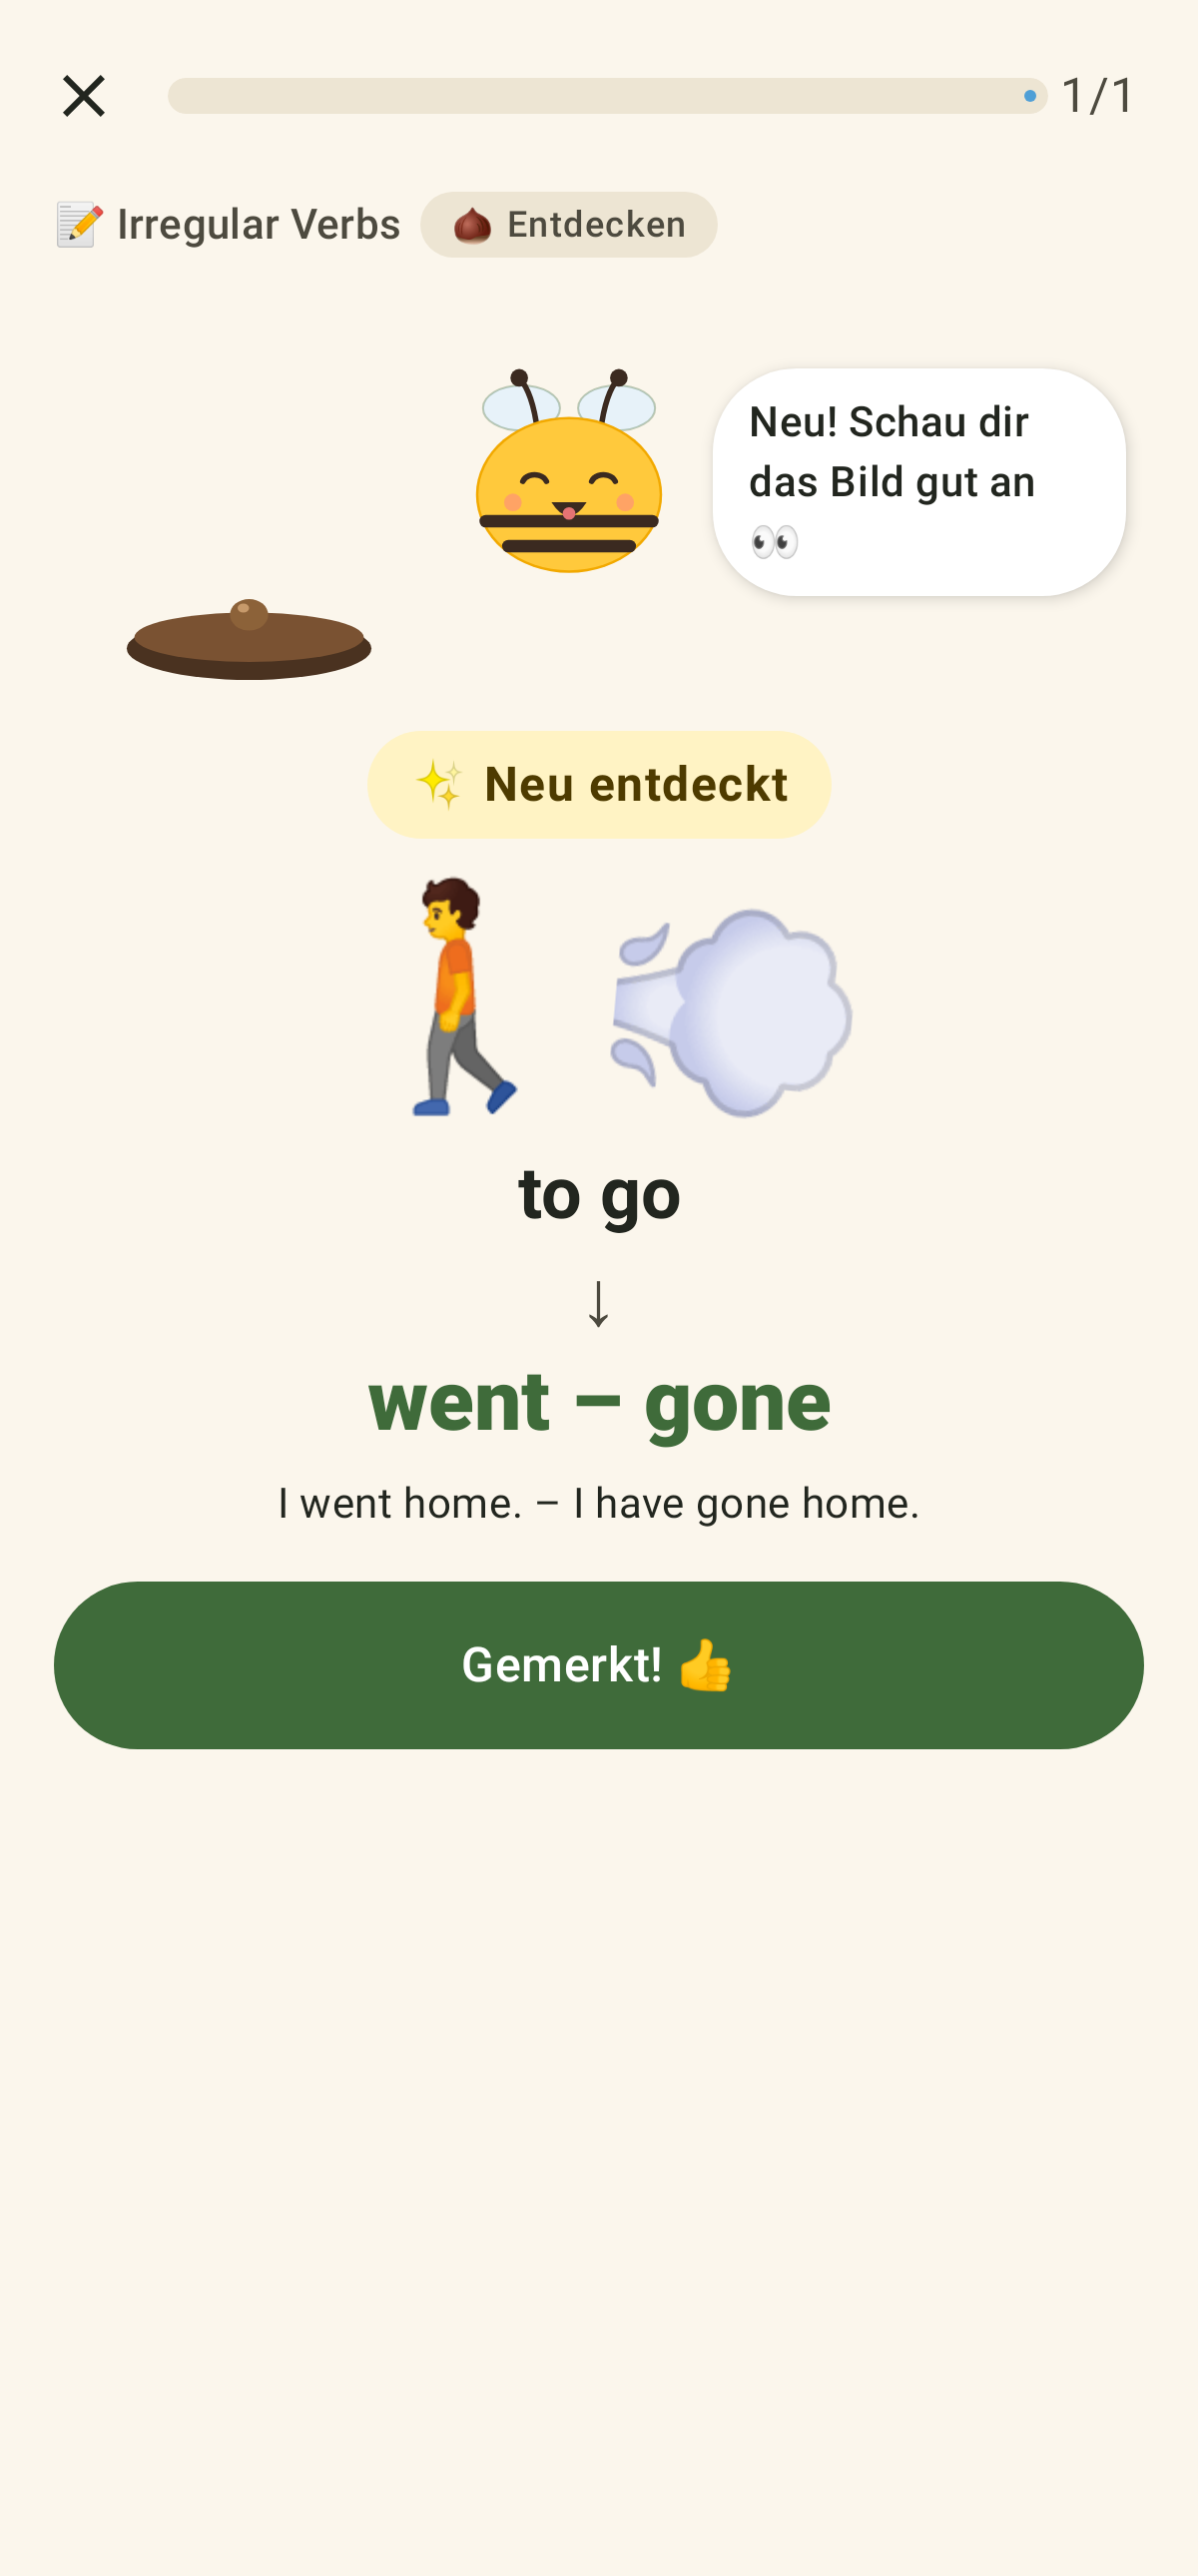 1/1
📝 Irregular Verbs
🌰 Entdecken
Neu! Schau dir
das Bild gut an
👀
✨ Neu entdeckt
to go
↓
went – gone
I went home. – I have gone home.
Gemerkt! 👍